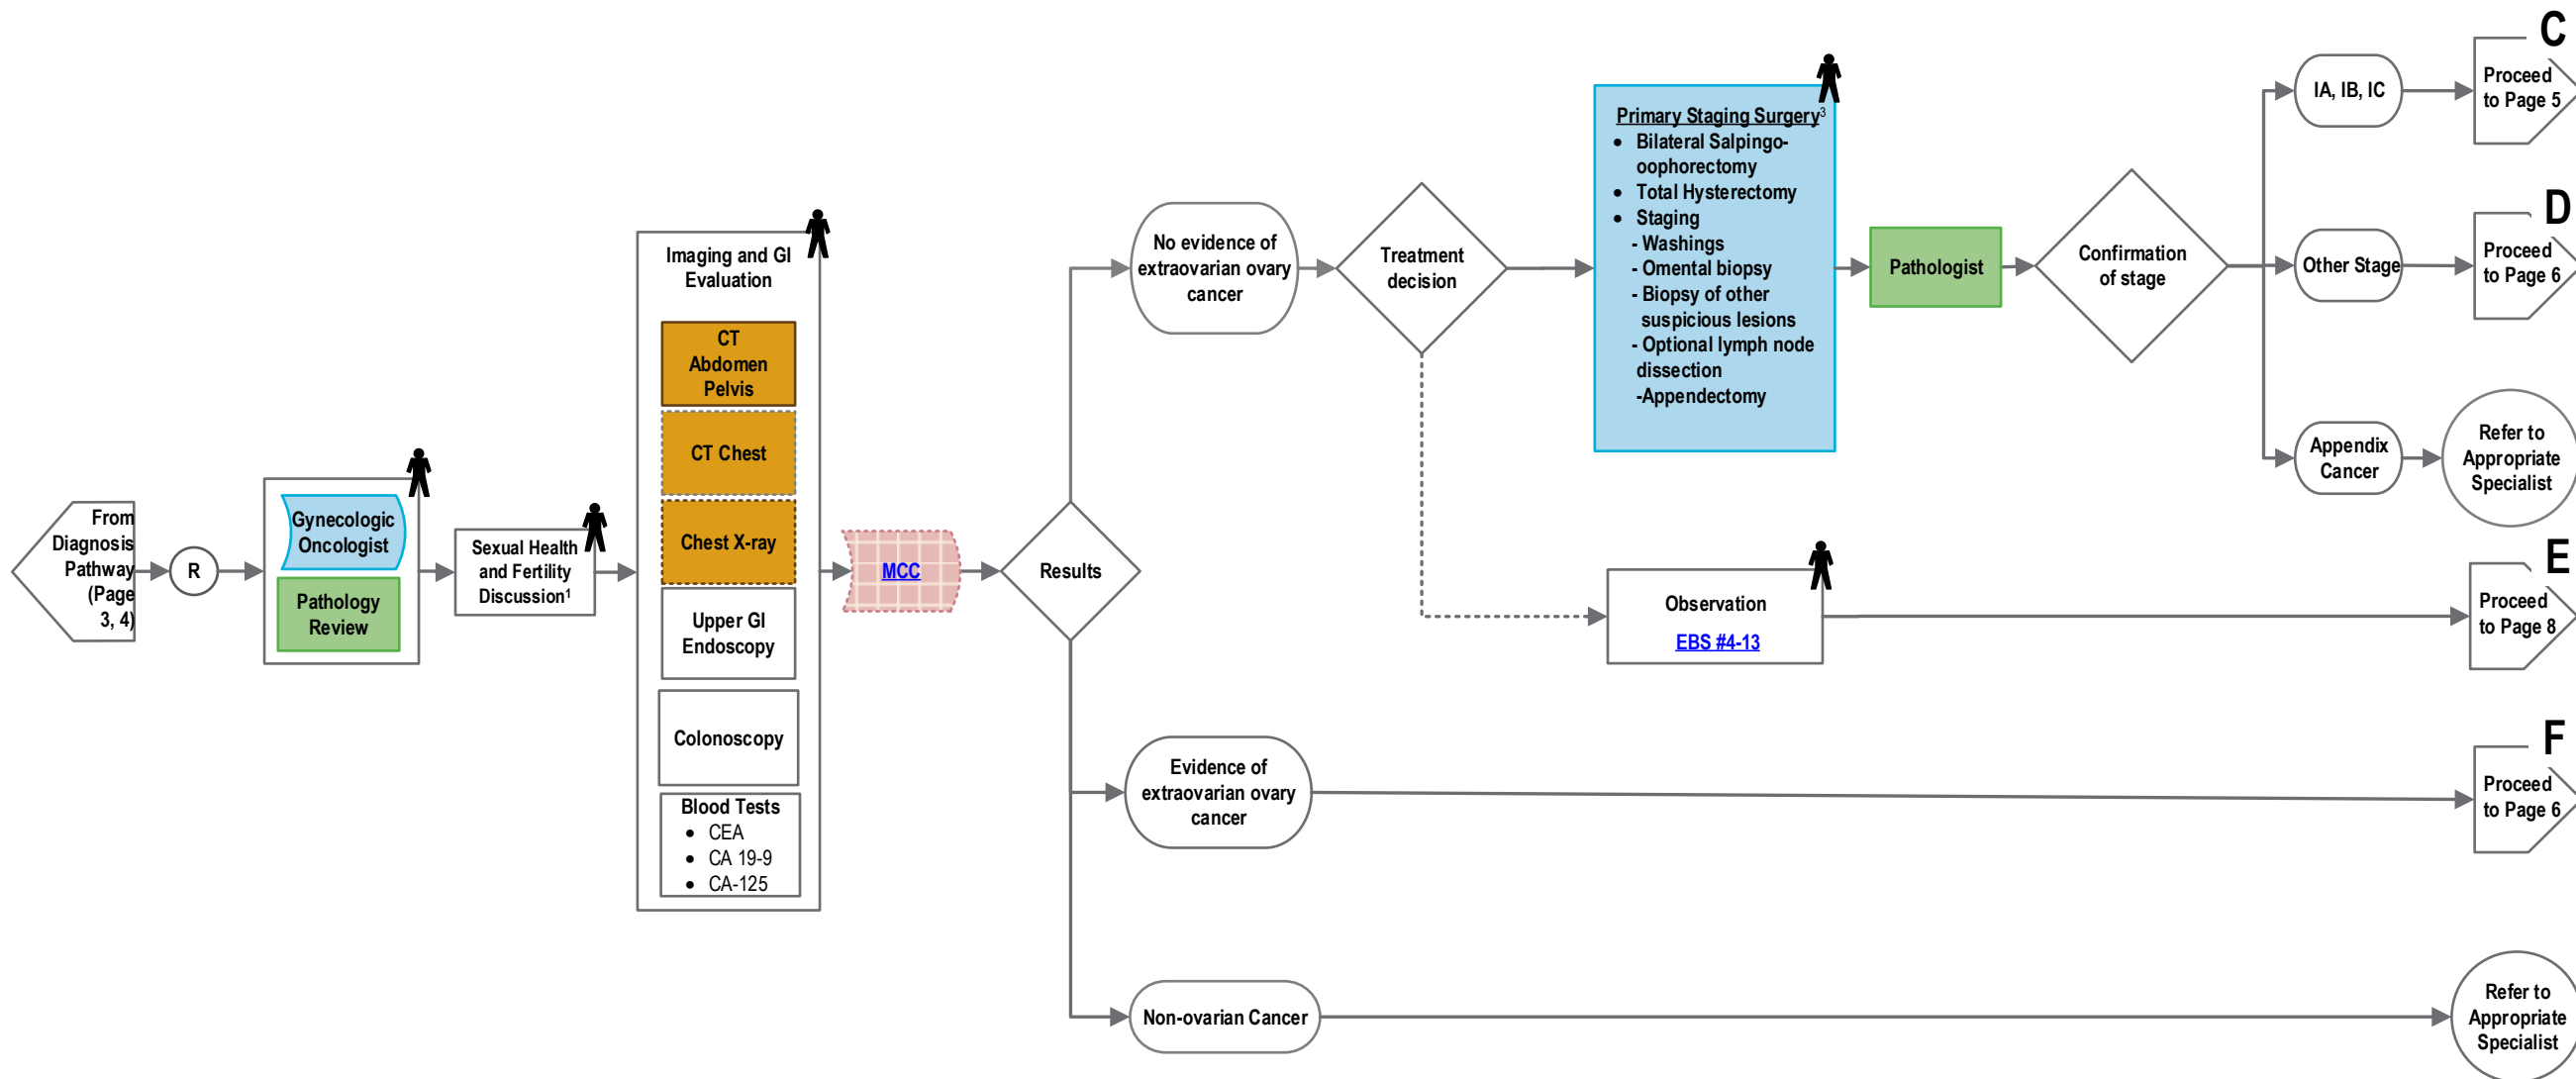 From
Diagnosis
Pathway
(Page
3, 4)
R
Gynecologic
Oncologist
Pathology
Review
Sexual Health
and Fertility
Discussion¹
Imaging and GI
Evaluation
CT
Abdomen
Pelvis
CT Chest
Chest X-ray
Upper GI
Endoscopy
Colonoscopy
Blood Tests
• CEA
• CA 19-9
• CA-125
MCC
Results
No evidence of
extraovarian ovary
cancer
Treatment
decision
Primary Staging Surgery³
• Bilateral Salpingo-
oophorectomy
• Total Hysterectomy
• Staging
- Washings
- Omental biopsy
- Biopsy of other
suspicious lesions
- Optional lymph node
dissection
-Appendectomy
Pathologist
Confirmation
of stage
IA, IB, IC
C
Proceed
to Page 5
Other Stage
D
Proceed
to Page 6
Appendix
Cancer
Refer to
Appropriate
Specialist
Observation
EBS #4-13
E
Proceed
to Page 8
Evidence of
extraovarian ovary
cancer
F
Proceed
to Page 6
Non-ovarian Cancer
Refer to
Appropriate
Specialist